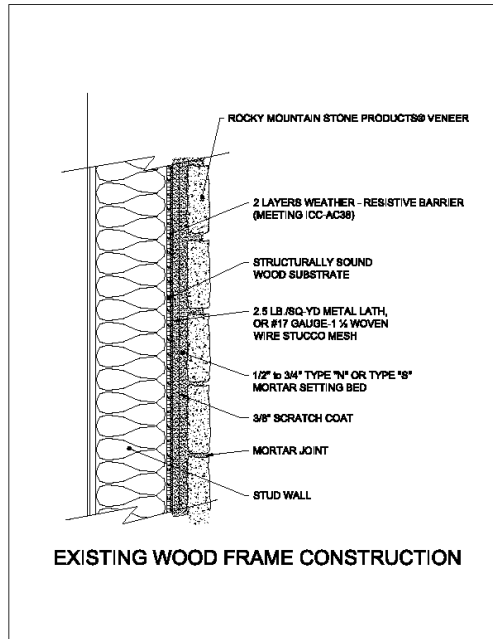 ROCKY MOUNTAIN STONE PRODUCTS® VENEER
2 LAYERS WEATHER - RESISTIVE BARRIER
(MEETING ICC-AC38)
STRUCTURALLY SOUND
WOOD SUBSTRATE
2.5 LB /SQ-YD METAL LATH,
OR #17 GAUGE-1 ½ WOVEN
WIRE STUCCO MESH
1/2" to 3/4" TYPE "N" OR TYPE "S"
MORTAR SETTING BED
3/8" SCRATCH COAT
MORTAR JOINT
STUD WALL
EXISTING WOOD FRAME CONSTRUCTION